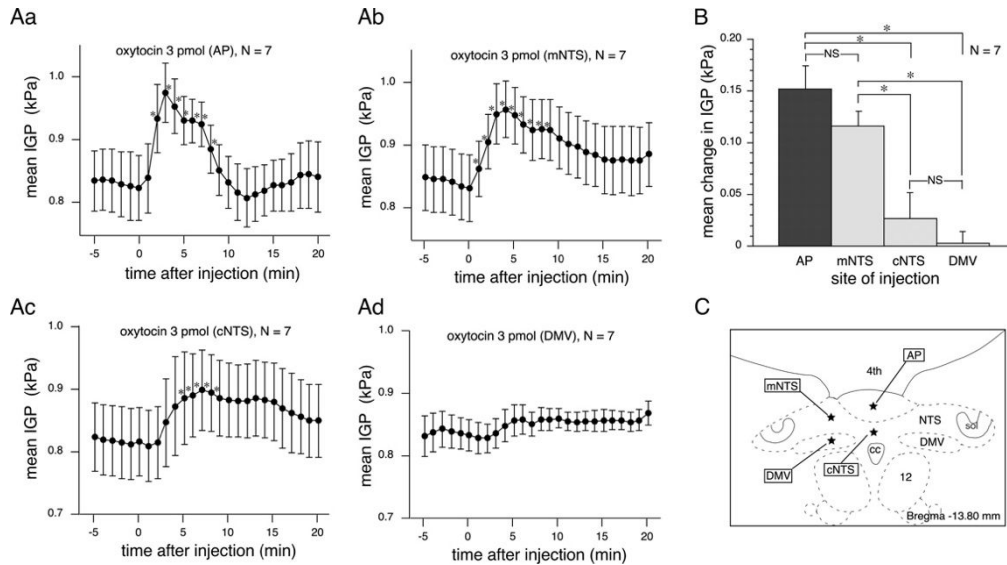 Aa
oxytocin 3 pmol (AP), N = 7
mean IGP (kPa)
1.0
0.9
0.8
-5 0 5 10 15 20
time after injection (min)
Ab
oxytocin 3 pmol (mNTS), N = 7
mean IGP (kPa)
1.0
0.9
0.8
-5 0 5 10 15 20
time after injection (min)
B
N = 7
mean change in IGP (kPa)
0.20
0.15
0.10
0.05
0
*
*
NS
*
*
NS
AP mNTS cNTS DMV
site of injection
Ac
oxytocin 3 pmol (cNTS), N = 7
mean IGP (kPa)
1.0
0.9
0.8
0.7
-5 0 5 10 15 20
time after injection (min)
Ad
oxytocin 3 pmol (DMV), N = 7
mean IGP (kPa)
1.0
0.9
0.8
0.7
-5 0 5 10 15 20
time after injection (min)
C
4th
AP
mNTS
NTS
sol
DMV
DMV
cNTS
cc
12
Bregma -13.80 mm